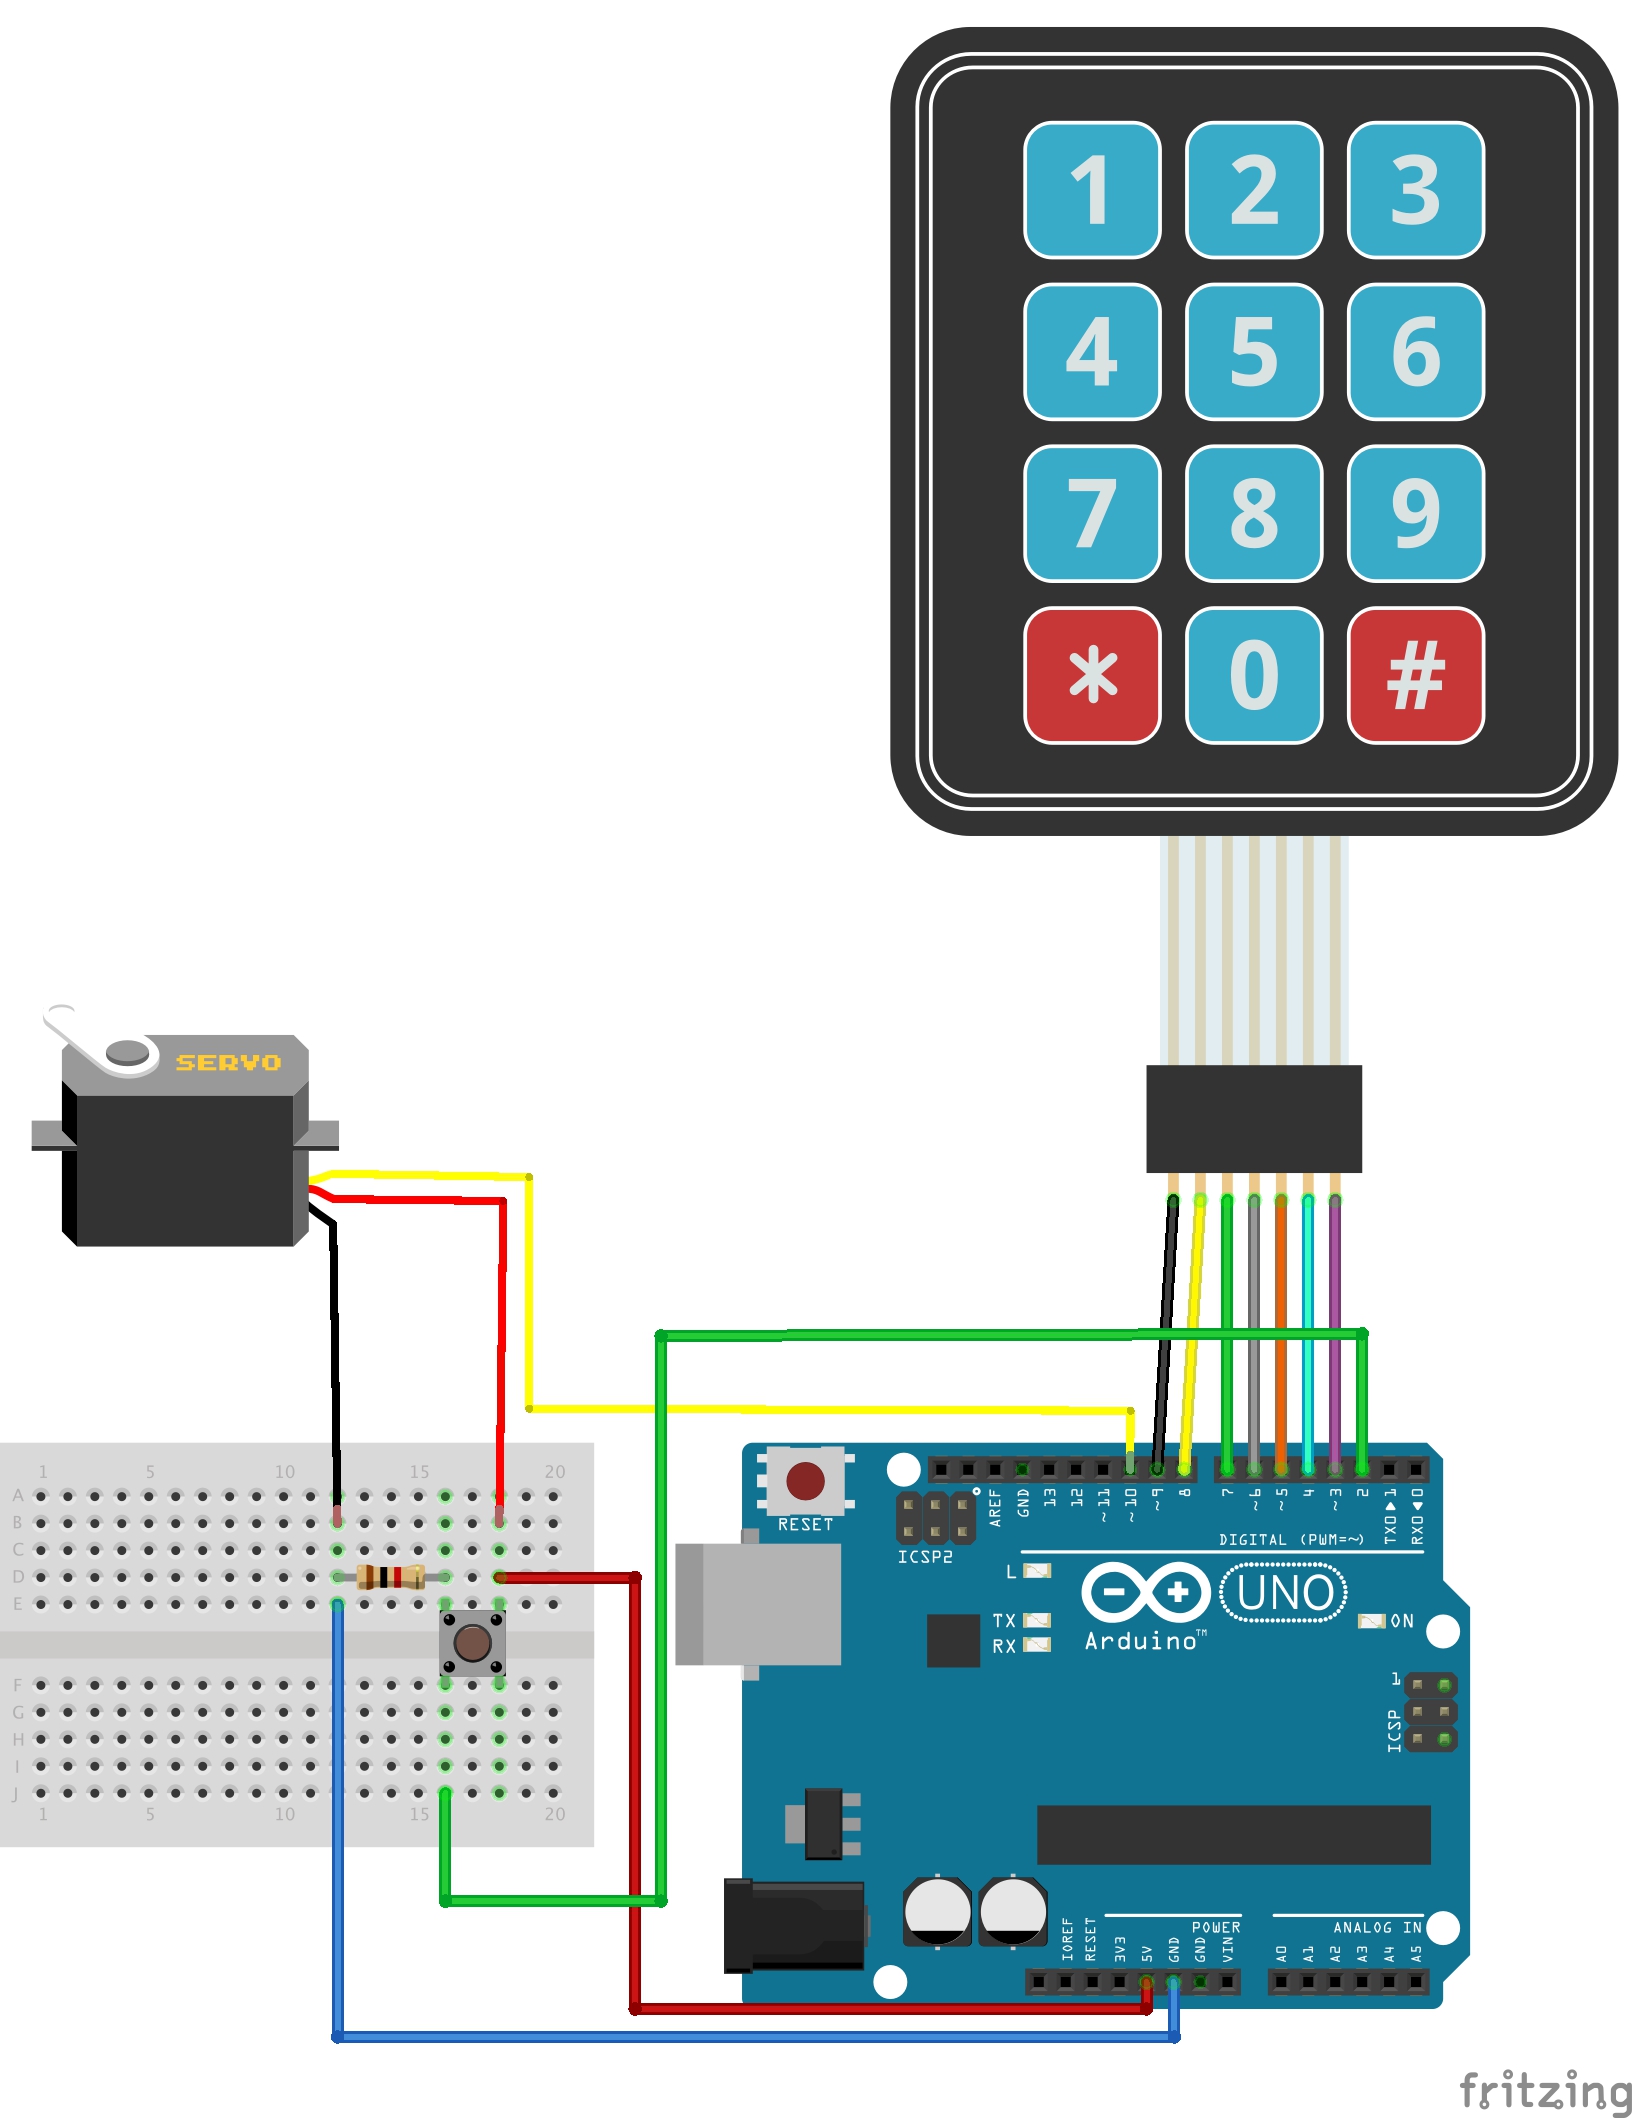 1 2 3
4 5 6
7 8 9
* 0 #
SERVO
1 5 10 15 20
A
B
C
D
E
F
G
H
I
J
1 5 10 15 20
RESET
ICSP2
AREF
GND
13
12
~11
~10
~9
8
7
~6
~5
4
~3
2
TX0▶1
RX0◀0
DIGITAL (PWM=~)
L
TX
RX
Arduino™
UNO
ON
1
ICSP
IOREF
RESET
3V3
5V
GND
GND
VIN
POWER
ANALOG IN
A0
A1
A2
A3
A4
A5
fritzing